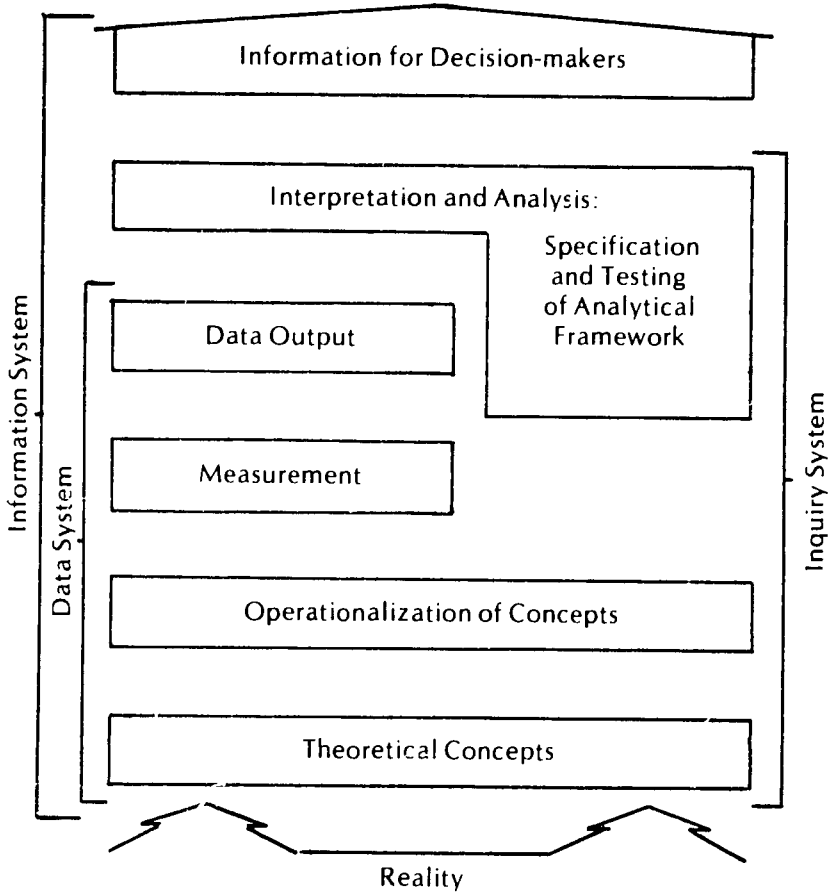 Information for Decision-makers
Interpretation and Analysis:
Specification
and Testing
of Analytical
Framework
Data Output
Measurement
Operationalization of Concepts
Theoretical Concepts
Reality
Information System
Data System
Inquiry System